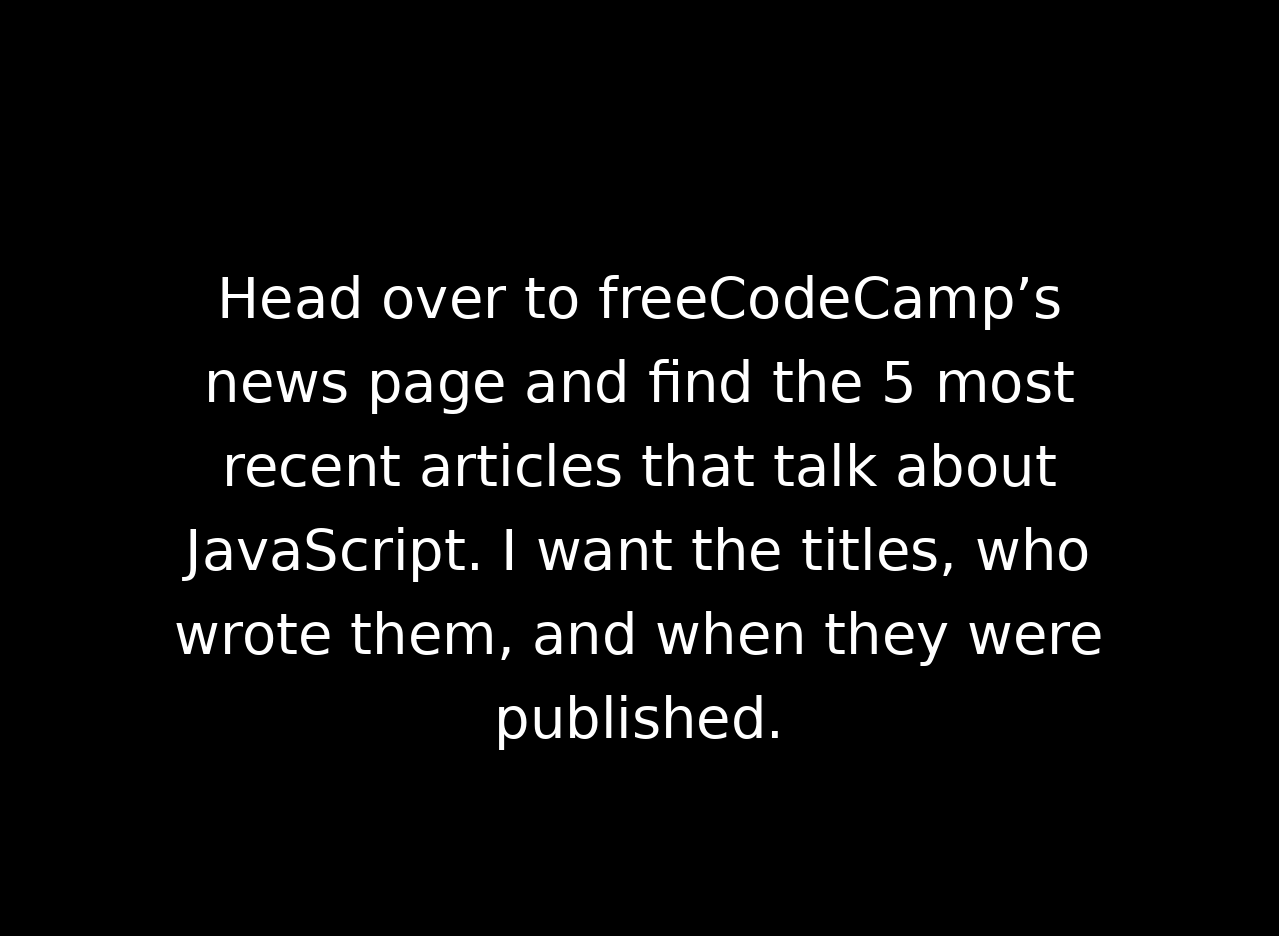 Head over to freeCodeCamp’s
news page and find the 5 most
recent articles that talk about
JavaScript. I want the titles, who
wrote them, and when they were
published.